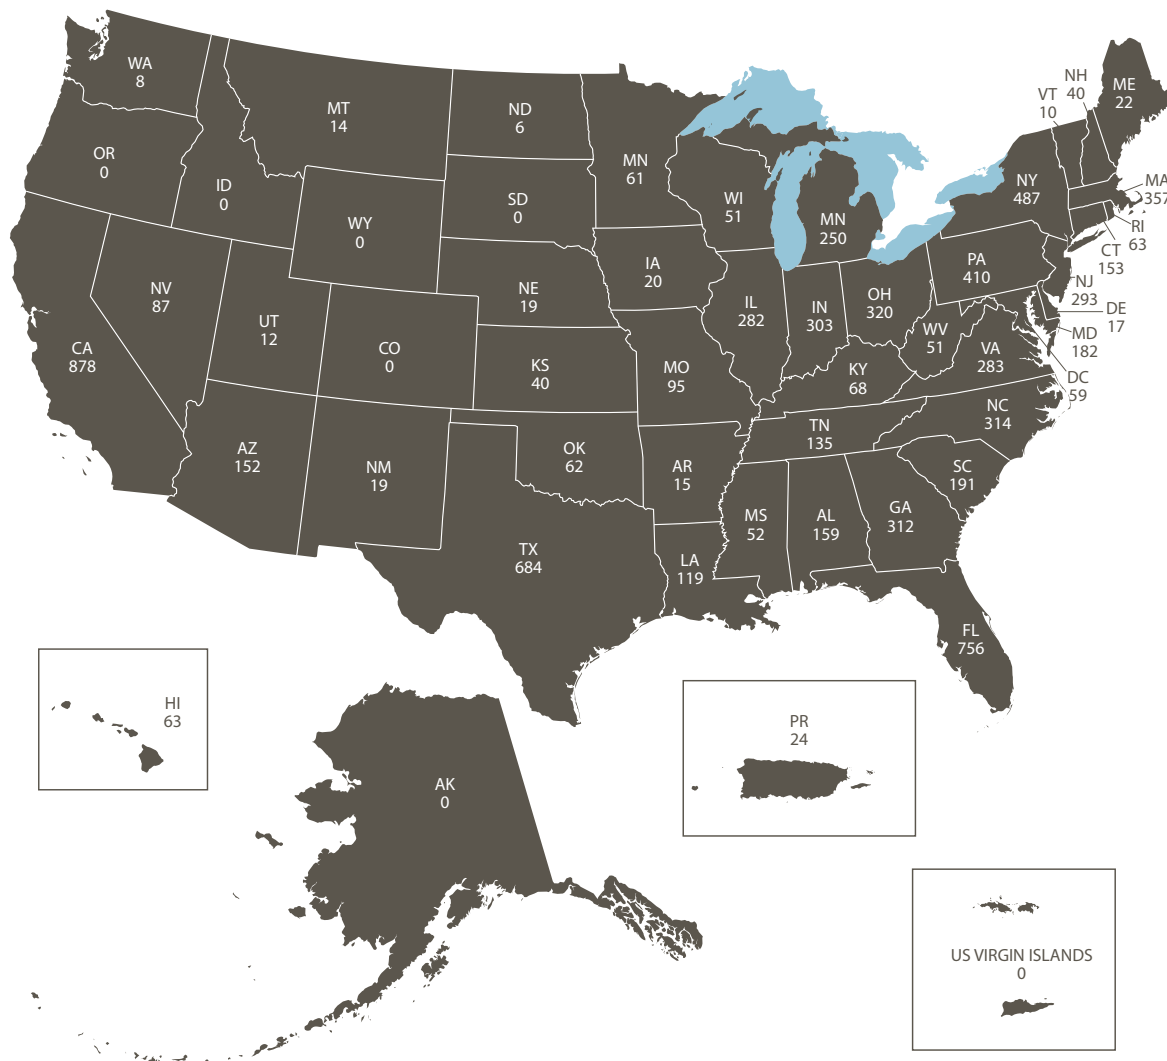 WA
8
MT
14
ND
6
MN
61
OR
0
ID
0
WY
0
SD
0
WI
51
MN
250
NY
487
VT
10
NH
40
ME
22
MA
357
RI
63
CT
153
NJ
293
DE
17
MD
182
DC
59
PA
410
NV
87
UT
12
CO
0
NE
19
IA
20
IL
282
IN
303
OH
320
WV
51
VA
283
CA
878
KS
40
MO
95
KY
68
NC
314
TN
135
AZ
152
NM
19
OK
62
AR
15
SC
191
MS
52
AL
159
GA
312
TX
684
LA
119
FL
756
HI
63
PR
24
AK
0
US VIRGIN ISLANDS
0